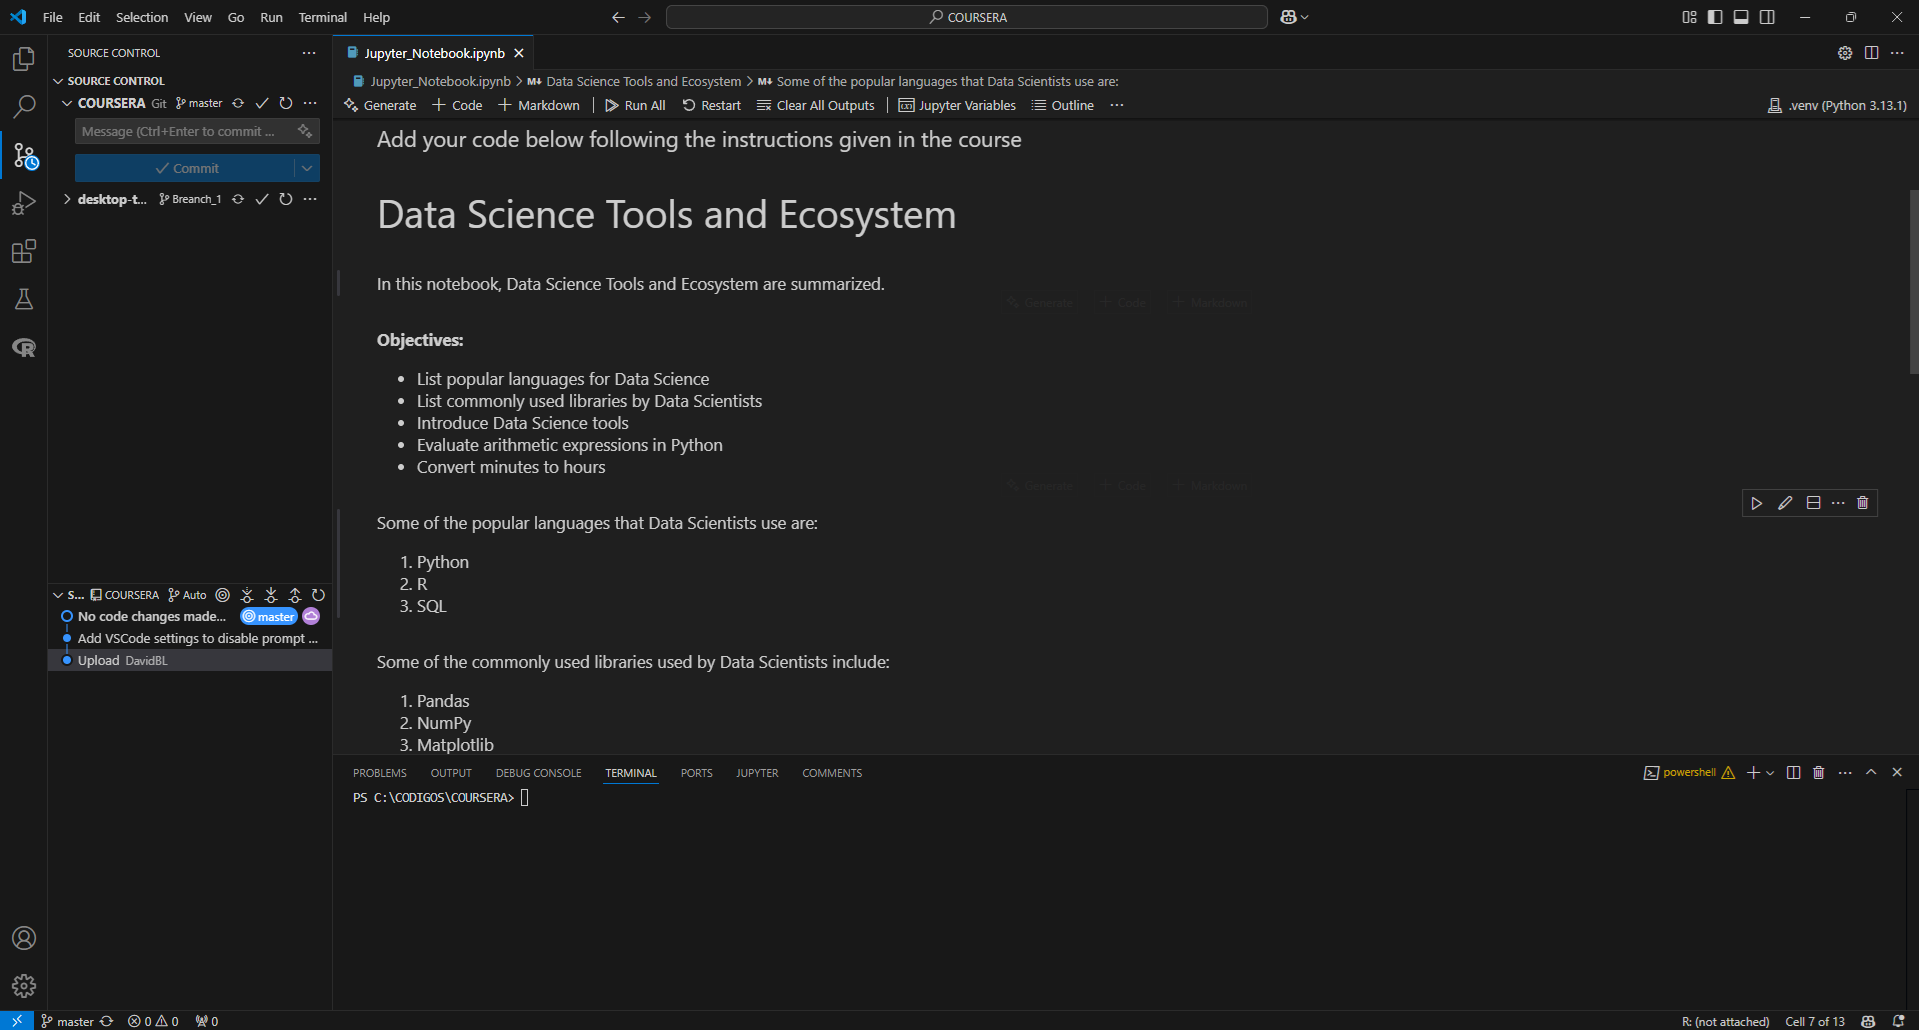 File Edit Selection View Go Run Terminal Help
COURSERA
SOURCE CONTROL
SOURCE CONTROL
COURSERA Git master
Message (Ctrl+Enter to commit ...
Commit
desktop-t... Breanch_1
S... COURSERA Auto
No code changes made... master
Add VSCode settings to disable prompt ...
Upload DavidBL
Jupyter_Notebook.ipynb
Jupyter_Notebook.ipynb > M↓ Data Science Tools and Ecosystem > M↓ Some of the popular languages that Data Scientists use are:
Generate + Code + Markdown | Run All Restart Clear All Outputs | Jupyter Variables Outline ...
.venv (Python 3.13.1)
Add your code below following the instructions given in the course
Data Science Tools and Ecosystem
In this notebook, Data Science Tools and Ecosystem are summarized.
Generate + Code + Markdown
Objectives:
• List popular languages for Data Science
• List commonly used libraries by Data Scientists
• Introduce Data Science tools
• Evaluate arithmetic expressions in Python
• Convert minutes to hours
Generate + Code + Markdown
Some of the popular languages that Data Scientists use are:
1. Python
2. R
3. SQL
Some of the commonly used libraries used by Data Scientists include:
1. Pandas
2. NumPy
3. Matplotlib
PROBLEMS OUTPUT DEBUG CONSOLE TERMINAL PORTS JUPYTER COMMENTS
powershell
PS C:\CODIGOS\COURSERA>
master 0 0 0
R: (not attached) Cell 7 of 13